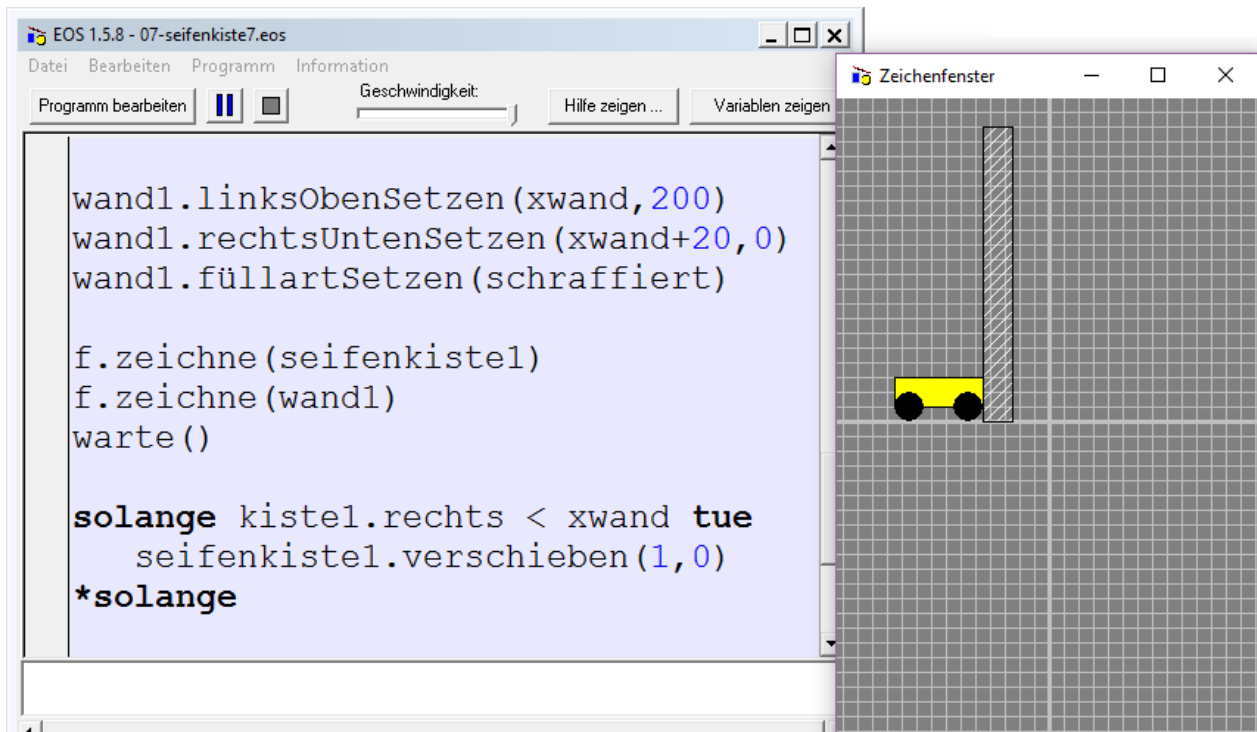 EOS 1.5.8 - 07-seifenkiste7.eos
Datei Bearbeiten Programm Information
Programm bearbeiten
Geschwindigkeit:
Hilfe zeigen ...
Variablen zeigen
Zeichenfenster
wand1.linksObenSetzen(xwand,200)
wand1.rechtsUntenSetzen(xwand+20,0)
wand1.füllartSetzen(schraffiert)
f.zeichne(seifenkiste1)
f.zeichne(wand1)
warte()
solange kiste1.rechts < xwand tue
seifenkiste1.verschieben(1,0)
*solange